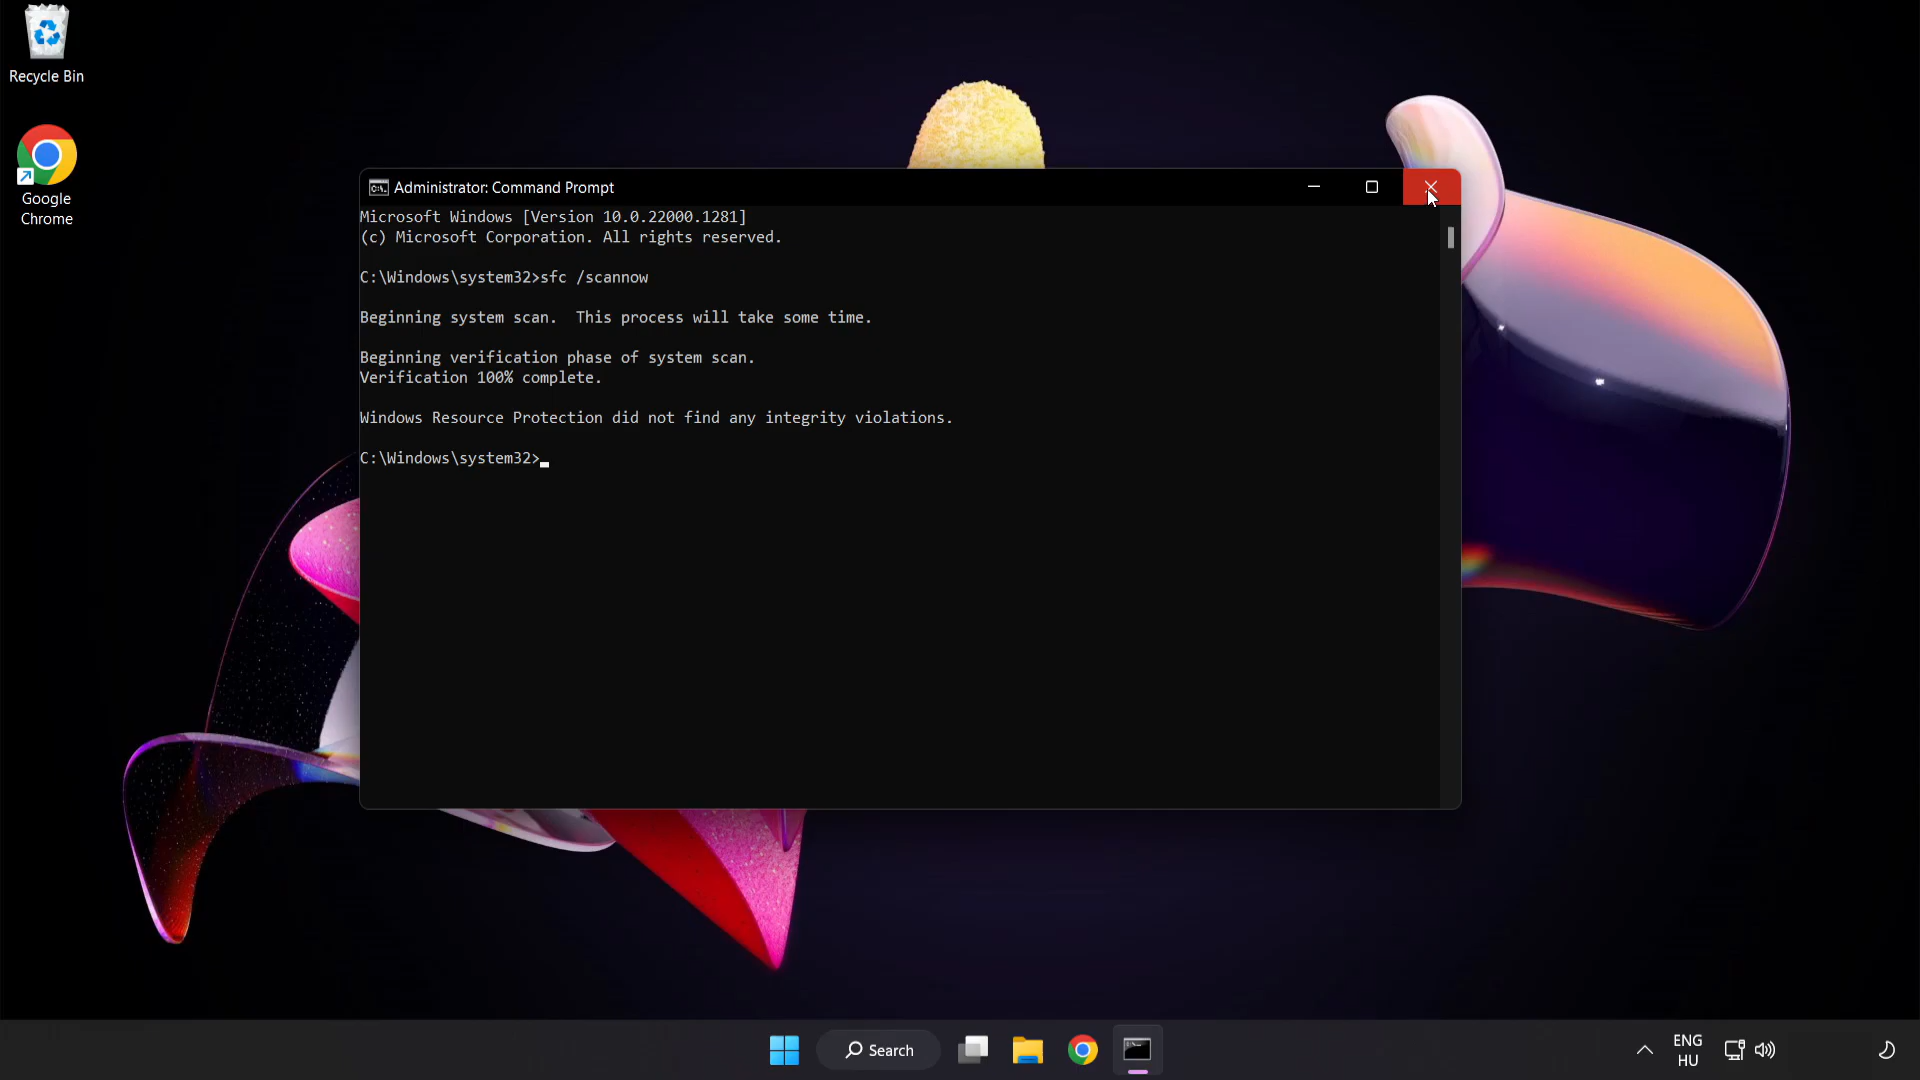 Recycle Bin
Google
Chrome
Administrator: Command Prompt
Microsoft Windows [Version 10.0.22000.1281]
(c) Microsoft Corporation. All rights reserved.
C:\Windows\system32>sfc /scannow
Beginning system scan.  This process will take some time.
Beginning verification phase of system scan.
Verification 100% complete.
Windows Resource Protection did not find any integrity violations.
C:\Windows\system32>
Search
ENG
HU